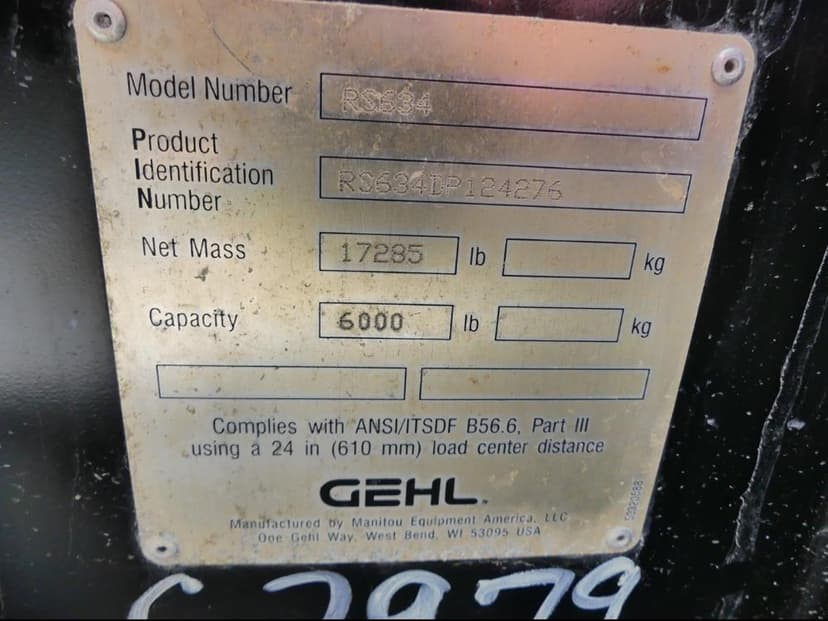 Model Number RS634
Product
Identification RS634DP124276
Number
Net Mass 17285 lb kg
Capacity 6000 lb kg
Complies with ANSI/ITSDF B56.6, Part III
using a 24 in (610 mm) load center distance
GEHL.
Manufactured by Manitou Equipment America, LLC
One Gehl Way, West Bend, WI 53095 USA
7979